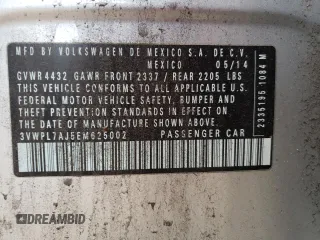 MFD BY VOLKSWAGEN DE MEXICO S.A. DE C.V.
MEXICO 05/14
GVWR 4432 GAWR FRONT 2337 / REAR 2205 LBS
THIS VEHICLE CONFORMS TO ALL APPLICABLE U.S.
FEDERAL MOTOR VEHICLE SAFETY, BUMPER AND THEFT
PREVENTION STANDARDS IN EFFECT ON THE DATE
OF MANUFACTURE SHOWN ABOVE.
3VWPL7AJ5EM625002 PASSENGER CAR
2335195 1084 M
DREAMBID